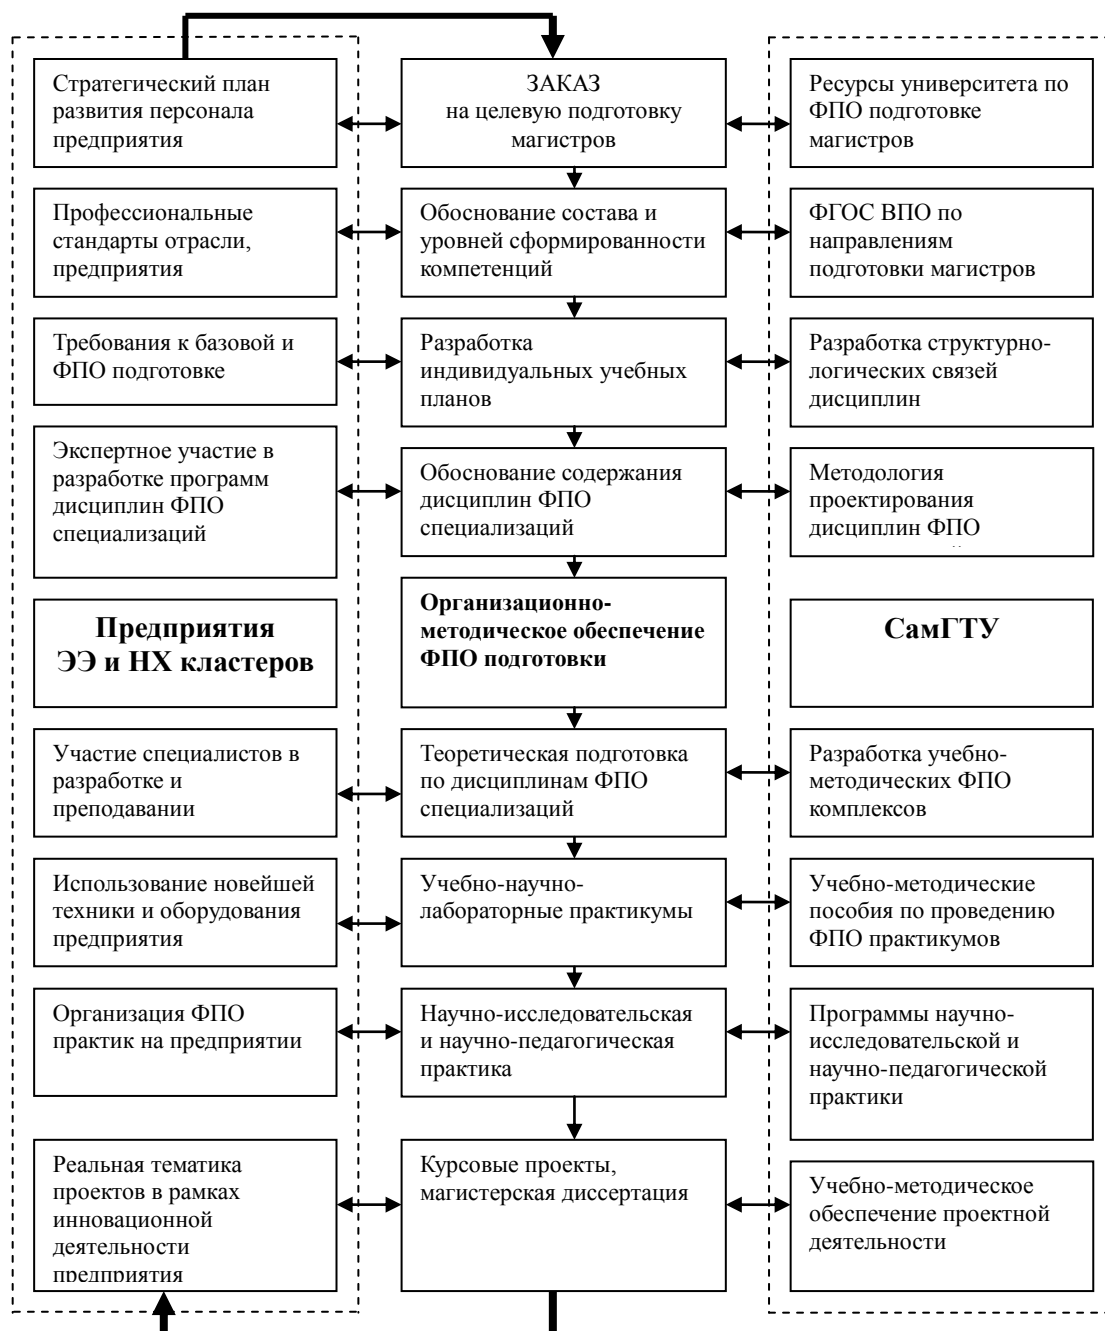 Стратегический план
развития персонала
предприятия
ЗАКАЗ
на целевую подготовку
магистров
Ресурсы университета по
ФПО подготовке
магистров
Профессиональные
стандарты отрасли,
предприятия
Обоснование состава и
уровней сформированности
компетенций
ФГОС ВПО по
направлениям
подготовки магистров
Требования к базовой и
ФПО подготовке
Разработка
индивидуальных учебных
планов
Разработка структурно-
логических связей
дисциплин
Экспертное участие в
разработке программ
дисциплин ФПО
специализаций
Обоснование содержания
дисциплин ФПО
специализаций
Методология
проектирования
дисциплин ФПО
Предприятия
ЭЭ и НХ кластеров
Организационно-
методическое обеспечение
ФПО подготовки
СамГТУ
Участие специалистов в
разработке и
преподавании
Теоретическая подготовка
по дисциплинам ФПО
специализаций
Разработка учебно-
методических ФПО
комплексов
Использование новейшей
техники и оборудования
предприятия
Учебно-научно-
лабораторные практикумы
Учебно-методические
пособия по проведению
ФПО практикумов
Организация ФПО
практик на предприятии
Научно-исследовательская
и научно-педагогическая
практика
Программы научно-
исследовательской и
научно-педагогической
практики
Реальная тематика
проектов в рамках
инновационной
деятельности
предприятия
Курсовые проекты,
магистерская диссертация
Учебно-методическое
обеспечение проектной
деятельности